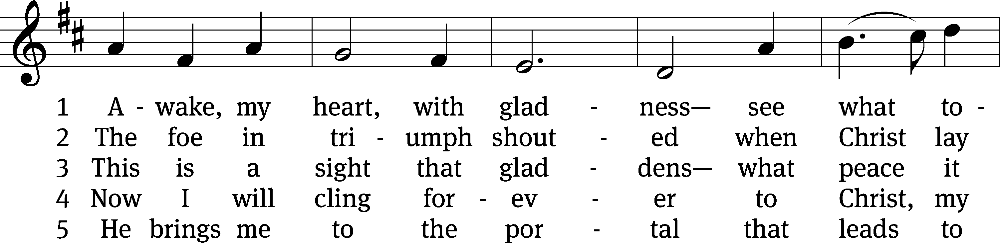 1 A - wake, my heart, with glad - ness— see what to -
2 The foe in tri - umph shout - ed when Christ lay
3 This is a sight that glad - dens— what peace it
4 Now I will cling for - ev - er to Christ, my
5 He brings me to the por - tal that leads to